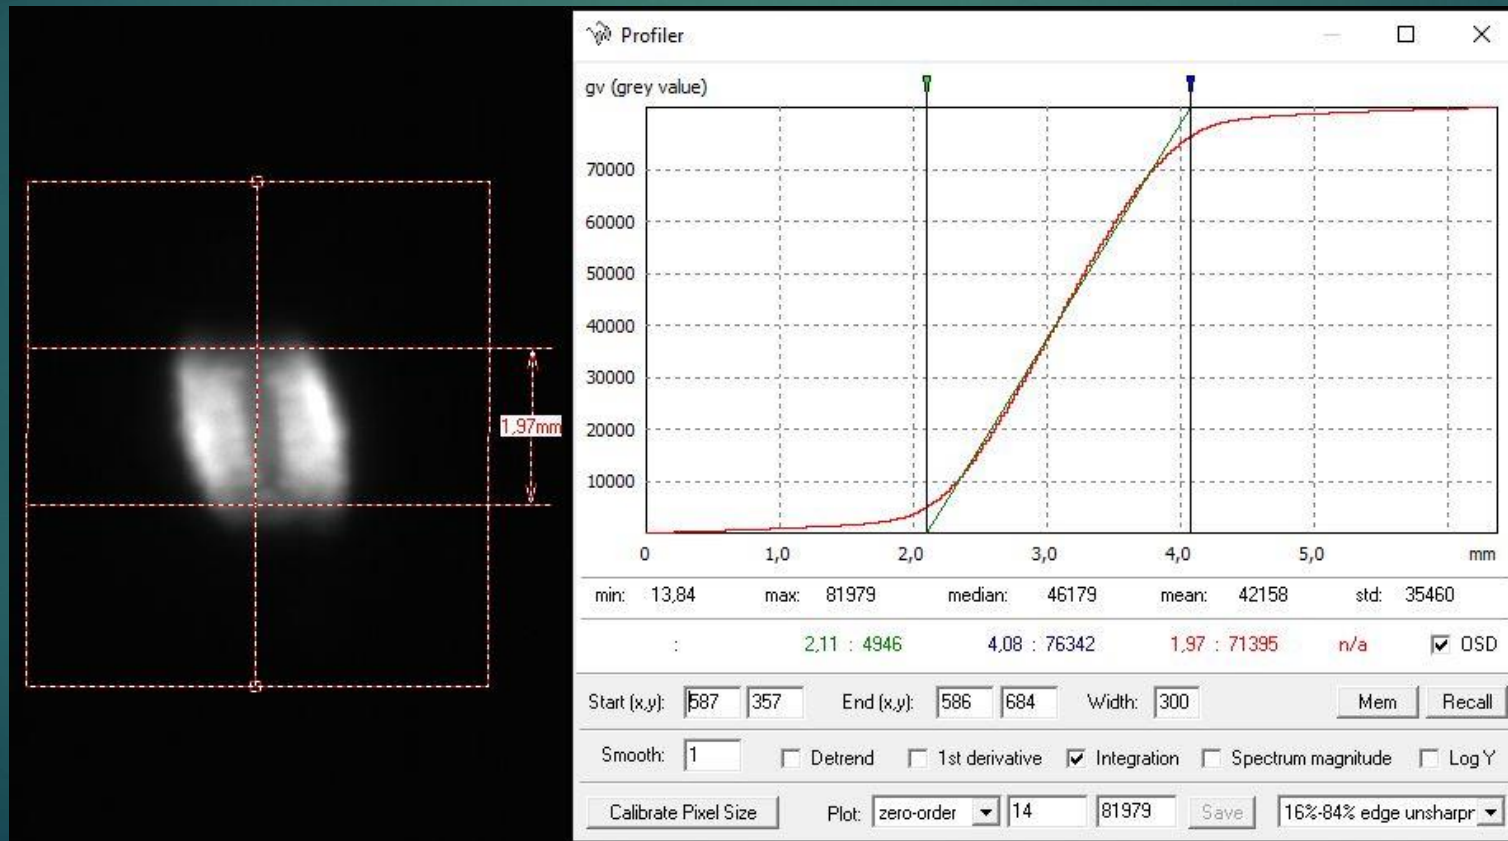 1,97mm
Profiler
gv (grey value)
70000
60000
50000
40000
30000
20000
10000
0 1,0 2,0 3,0 4,0 5,0 mm
min: 13,84 max: 81979 median: 46179 mean: 42158 std: 35460
: 2,11 : 4946 4,08 : 76342 1,97 : 71395 n/a OSD
Start (x,y): 587 357 End (x,y): 586 684 Width: 300 Mem Recall
Smooth: 1 Detrend 1st derivative Integration Spectrum magnitude Log Y
Calibrate Pixel Size Plot: zero-order 14 81979 Save 16%-84% edge unsharpr